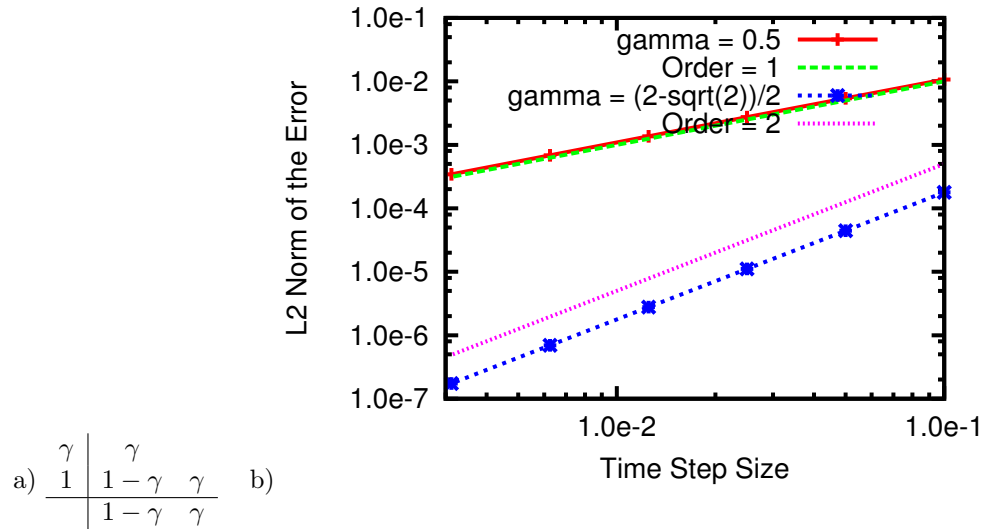 a)
γ γ
1 1 − γ γ
1 − γ γ
b)
L2 Norm of the Error
1.0e-1
1.0e-2
1.0e-3
1.0e-4
1.0e-5
1.0e-6
1.0e-7
gamma = 0.5
Order = 1
gamma = (2-sqrt(2))/2
Order = 2
1.0e-2 1.0e-1
Time Step Size